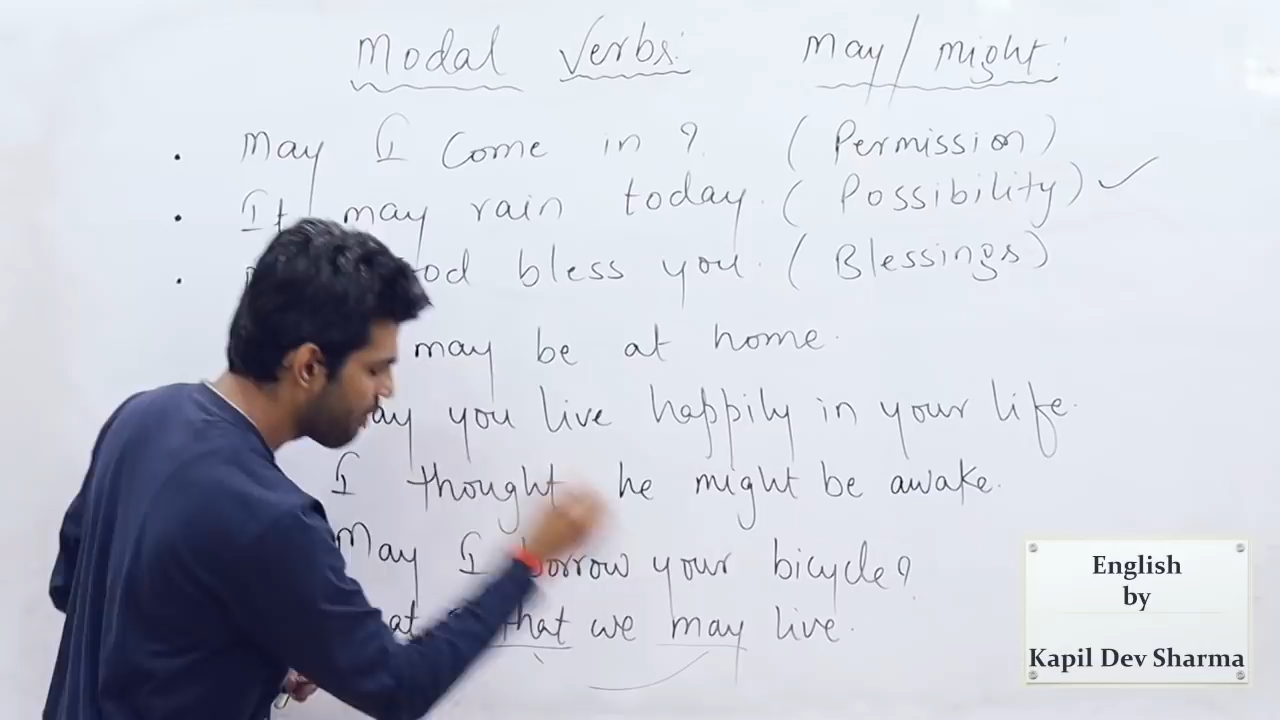 Modal Verbs: May/might:
. May I Come in? (Permission)
. It may rain today. (Possibility) ✓
. bless you. (Blessings)
may be at home.
you live happily in your life.
I thought he might be awake.
May I borrow your bicycle?
that we may live.
English
by
Kapil Dev Sharma